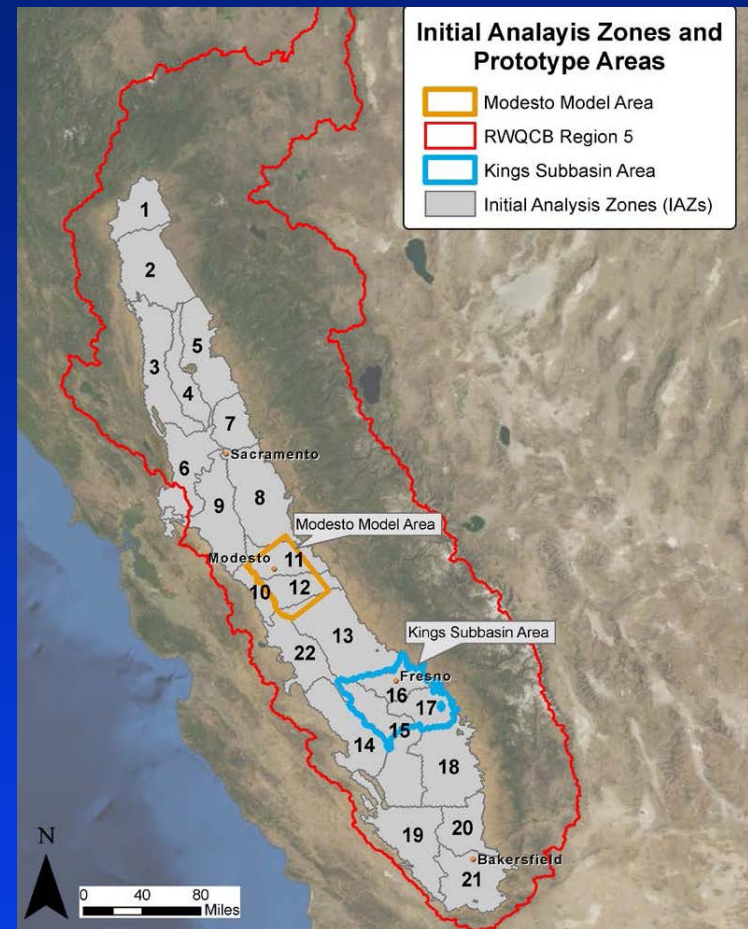 Initial Analayis Zones and
Prototype Areas
Modesto Model Area
RWQCB Region 5
Kings Subbasin Area
Initial Analysis Zones (IAZs)
1
2
3
5
4
7
Sacramento
6
9
8
Modesto Model Area
Modesto
11
10
12
13
Kings Subbasin Area
22
Fresno
16
17
15
14
18
19
20
Bakersfield
21
N
0 40 80
Miles